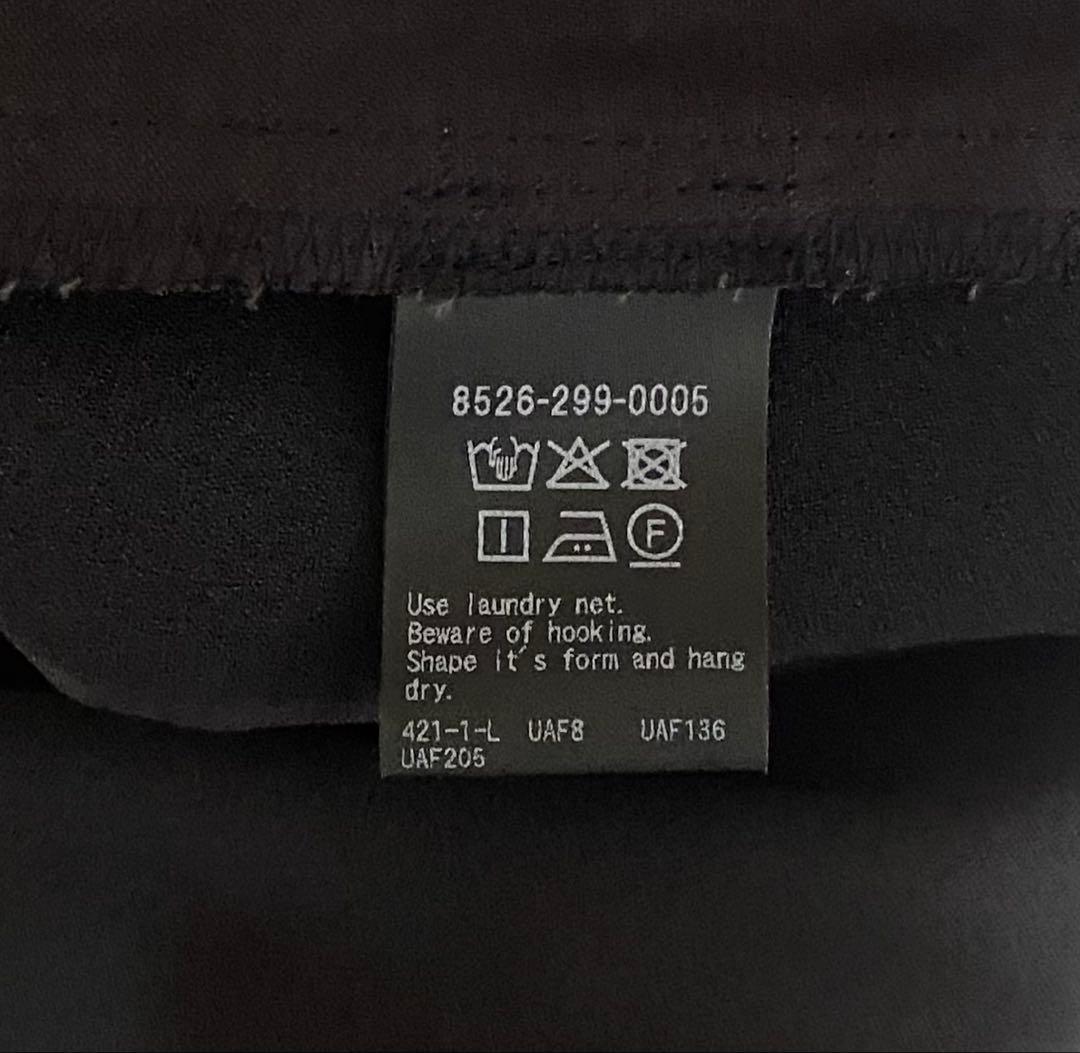 8526-299-0005
F
Use laundry net.
Beware of hooking.
Shape it's form and hang
dry.
421-1-L UAF8 UAF136
UAF205